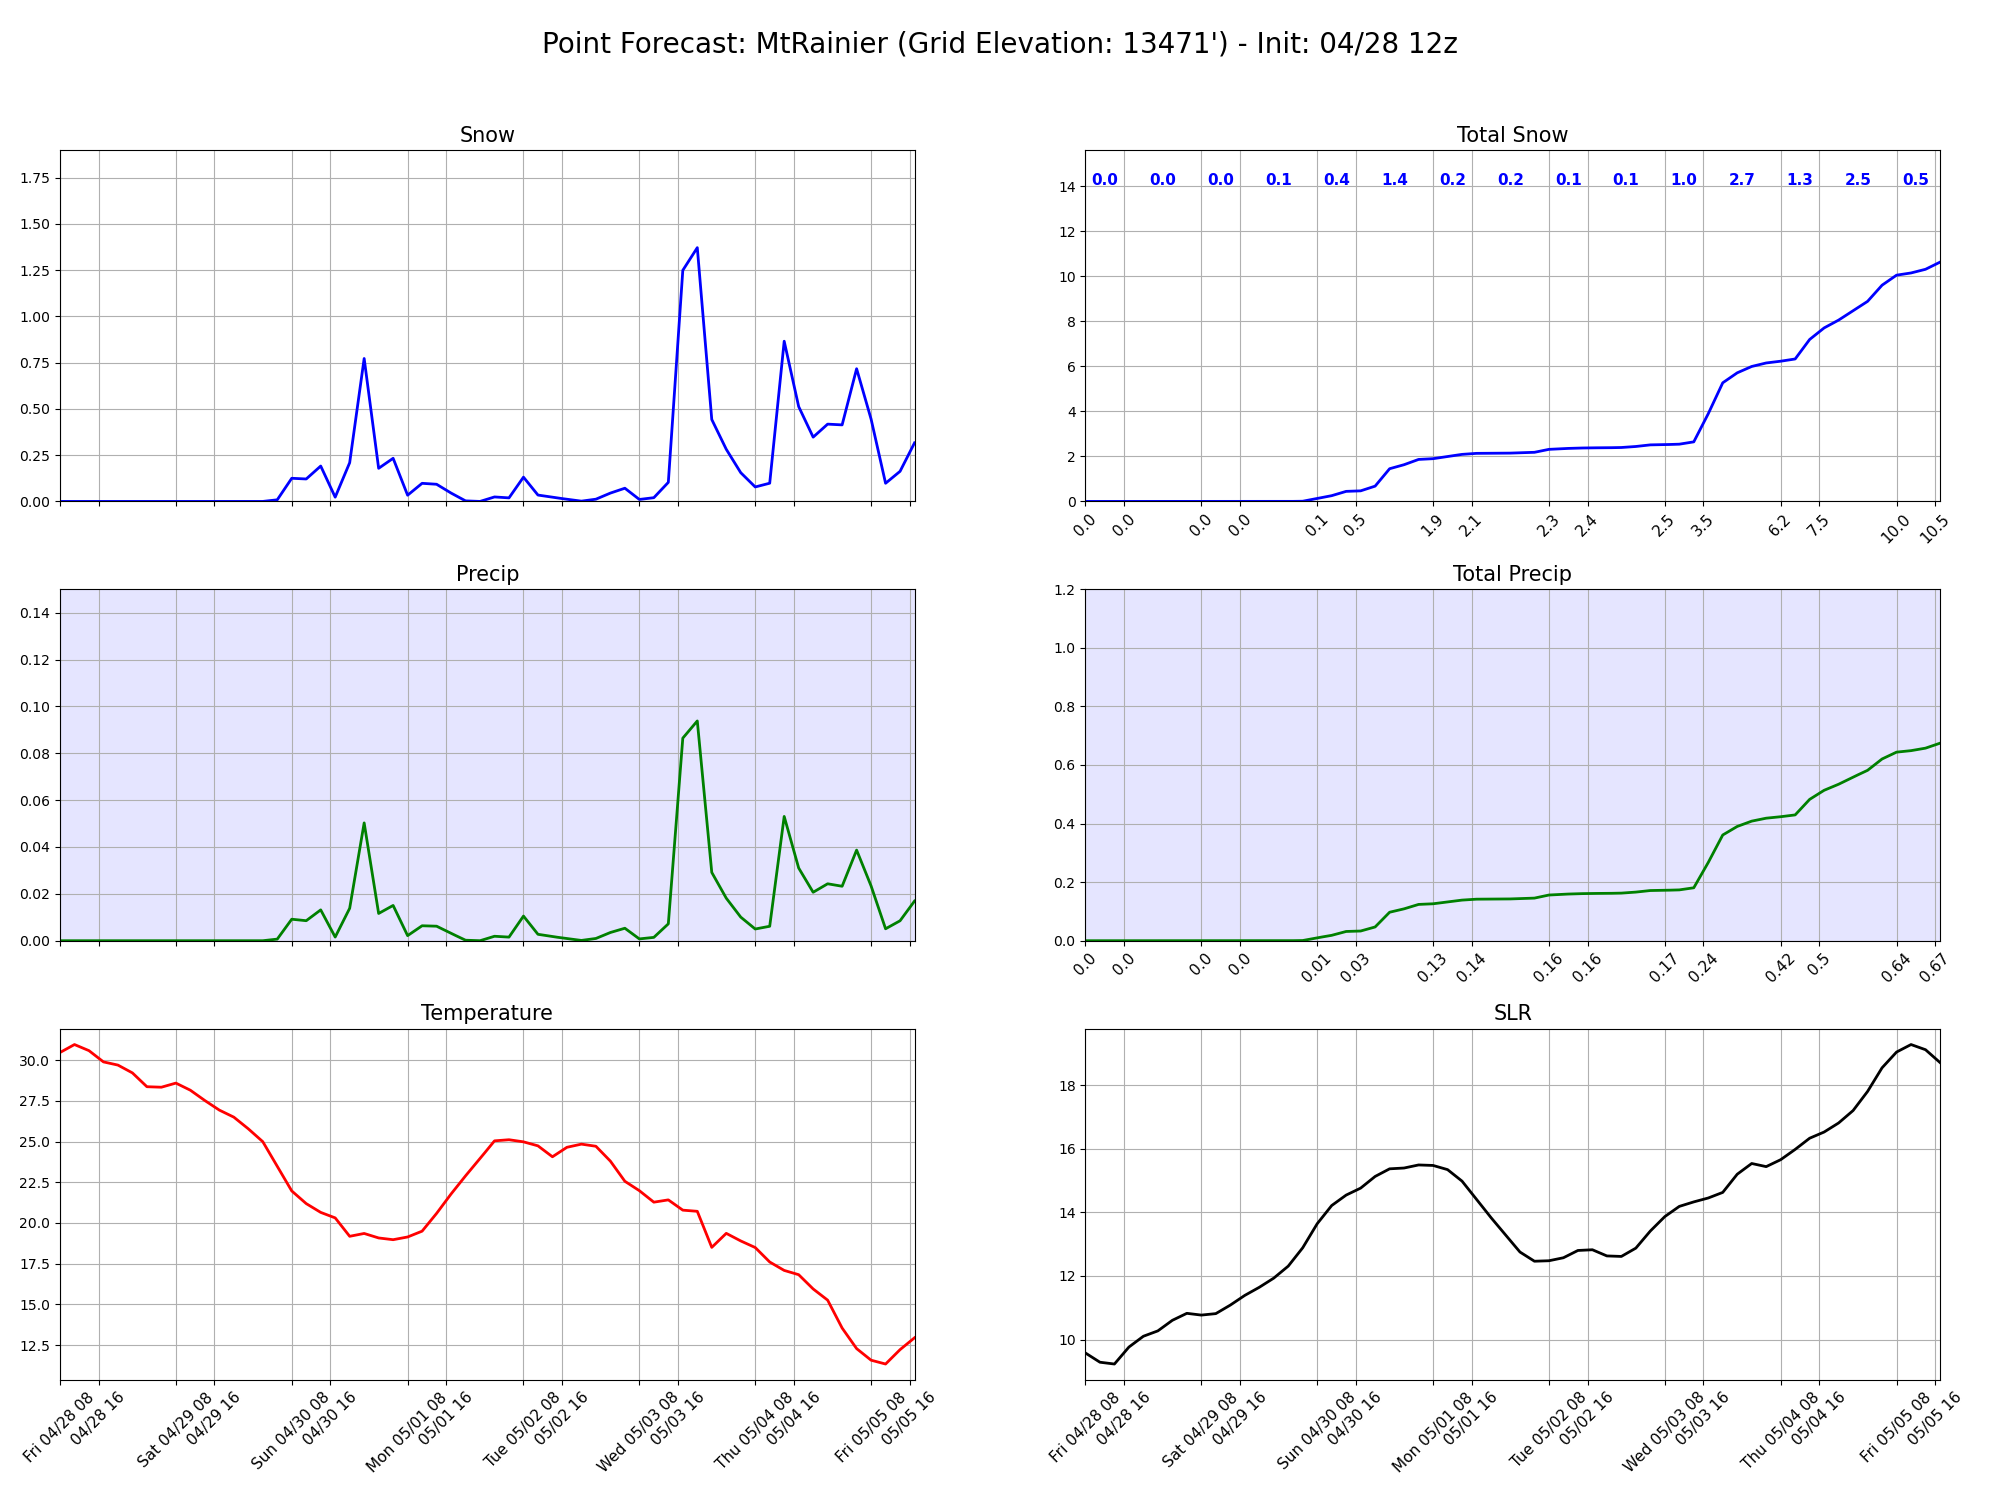 Point Forecast: MtRainier (Grid Elevation: 13471') - Init: 04/28 12z
Snow
1.75
1.50
1.25
1.00
0.75
0.50
0.25
0.00
Total Snow
0.0 0.0 0.0 0.1 0.4 1.4 0.2 0.2 0.1 0.1 1.0 2.7 1.3 2.5 0.5
14
12
10
8
6
4
2
0
0.0 0.0 0.0 0.0 0.1 0.5 1.9 2.1 2.3 2.4 2.5 3.5 6.2 7.5 10.0 10.5
Precip
0.14
0.12
0.10
0.08
0.06
0.04
0.02
0.00
Total Precip
1.2
1.0
0.8
0.6
0.4
0.2
0.0
0.0 0.0 0.0 0.0 0.01 0.03 0.13 0.14 0.16 0.16 0.17 0.24 0.42 0.5 0.64 0.67
Temperature
30.0
27.5
25.0
22.5
20.0
17.5
15.0
12.5
Fri 04/28 08
04/28 16
Sat 04/29 08
04/29 16
Sun 04/30 08
04/30 16
Mon 05/01 08
05/01 16
Tue 05/02 08
05/02 16
Wed 05/03 08
05/03 16
Thu 05/04 08
05/04 16
Fri 05/05 08
05/05 16
SLR
18
16
14
12
10
Fri 04/28 08
04/28 16
Sat 04/29 08
04/29 16
Sun 04/30 08
04/30 16
Mon 05/01 08
05/01 16
Tue 05/02 08
05/02 16
Wed 05/03 08
05/03 16
Thu 05/04 08
05/04 16
Fri 05/05 08
05/05 16